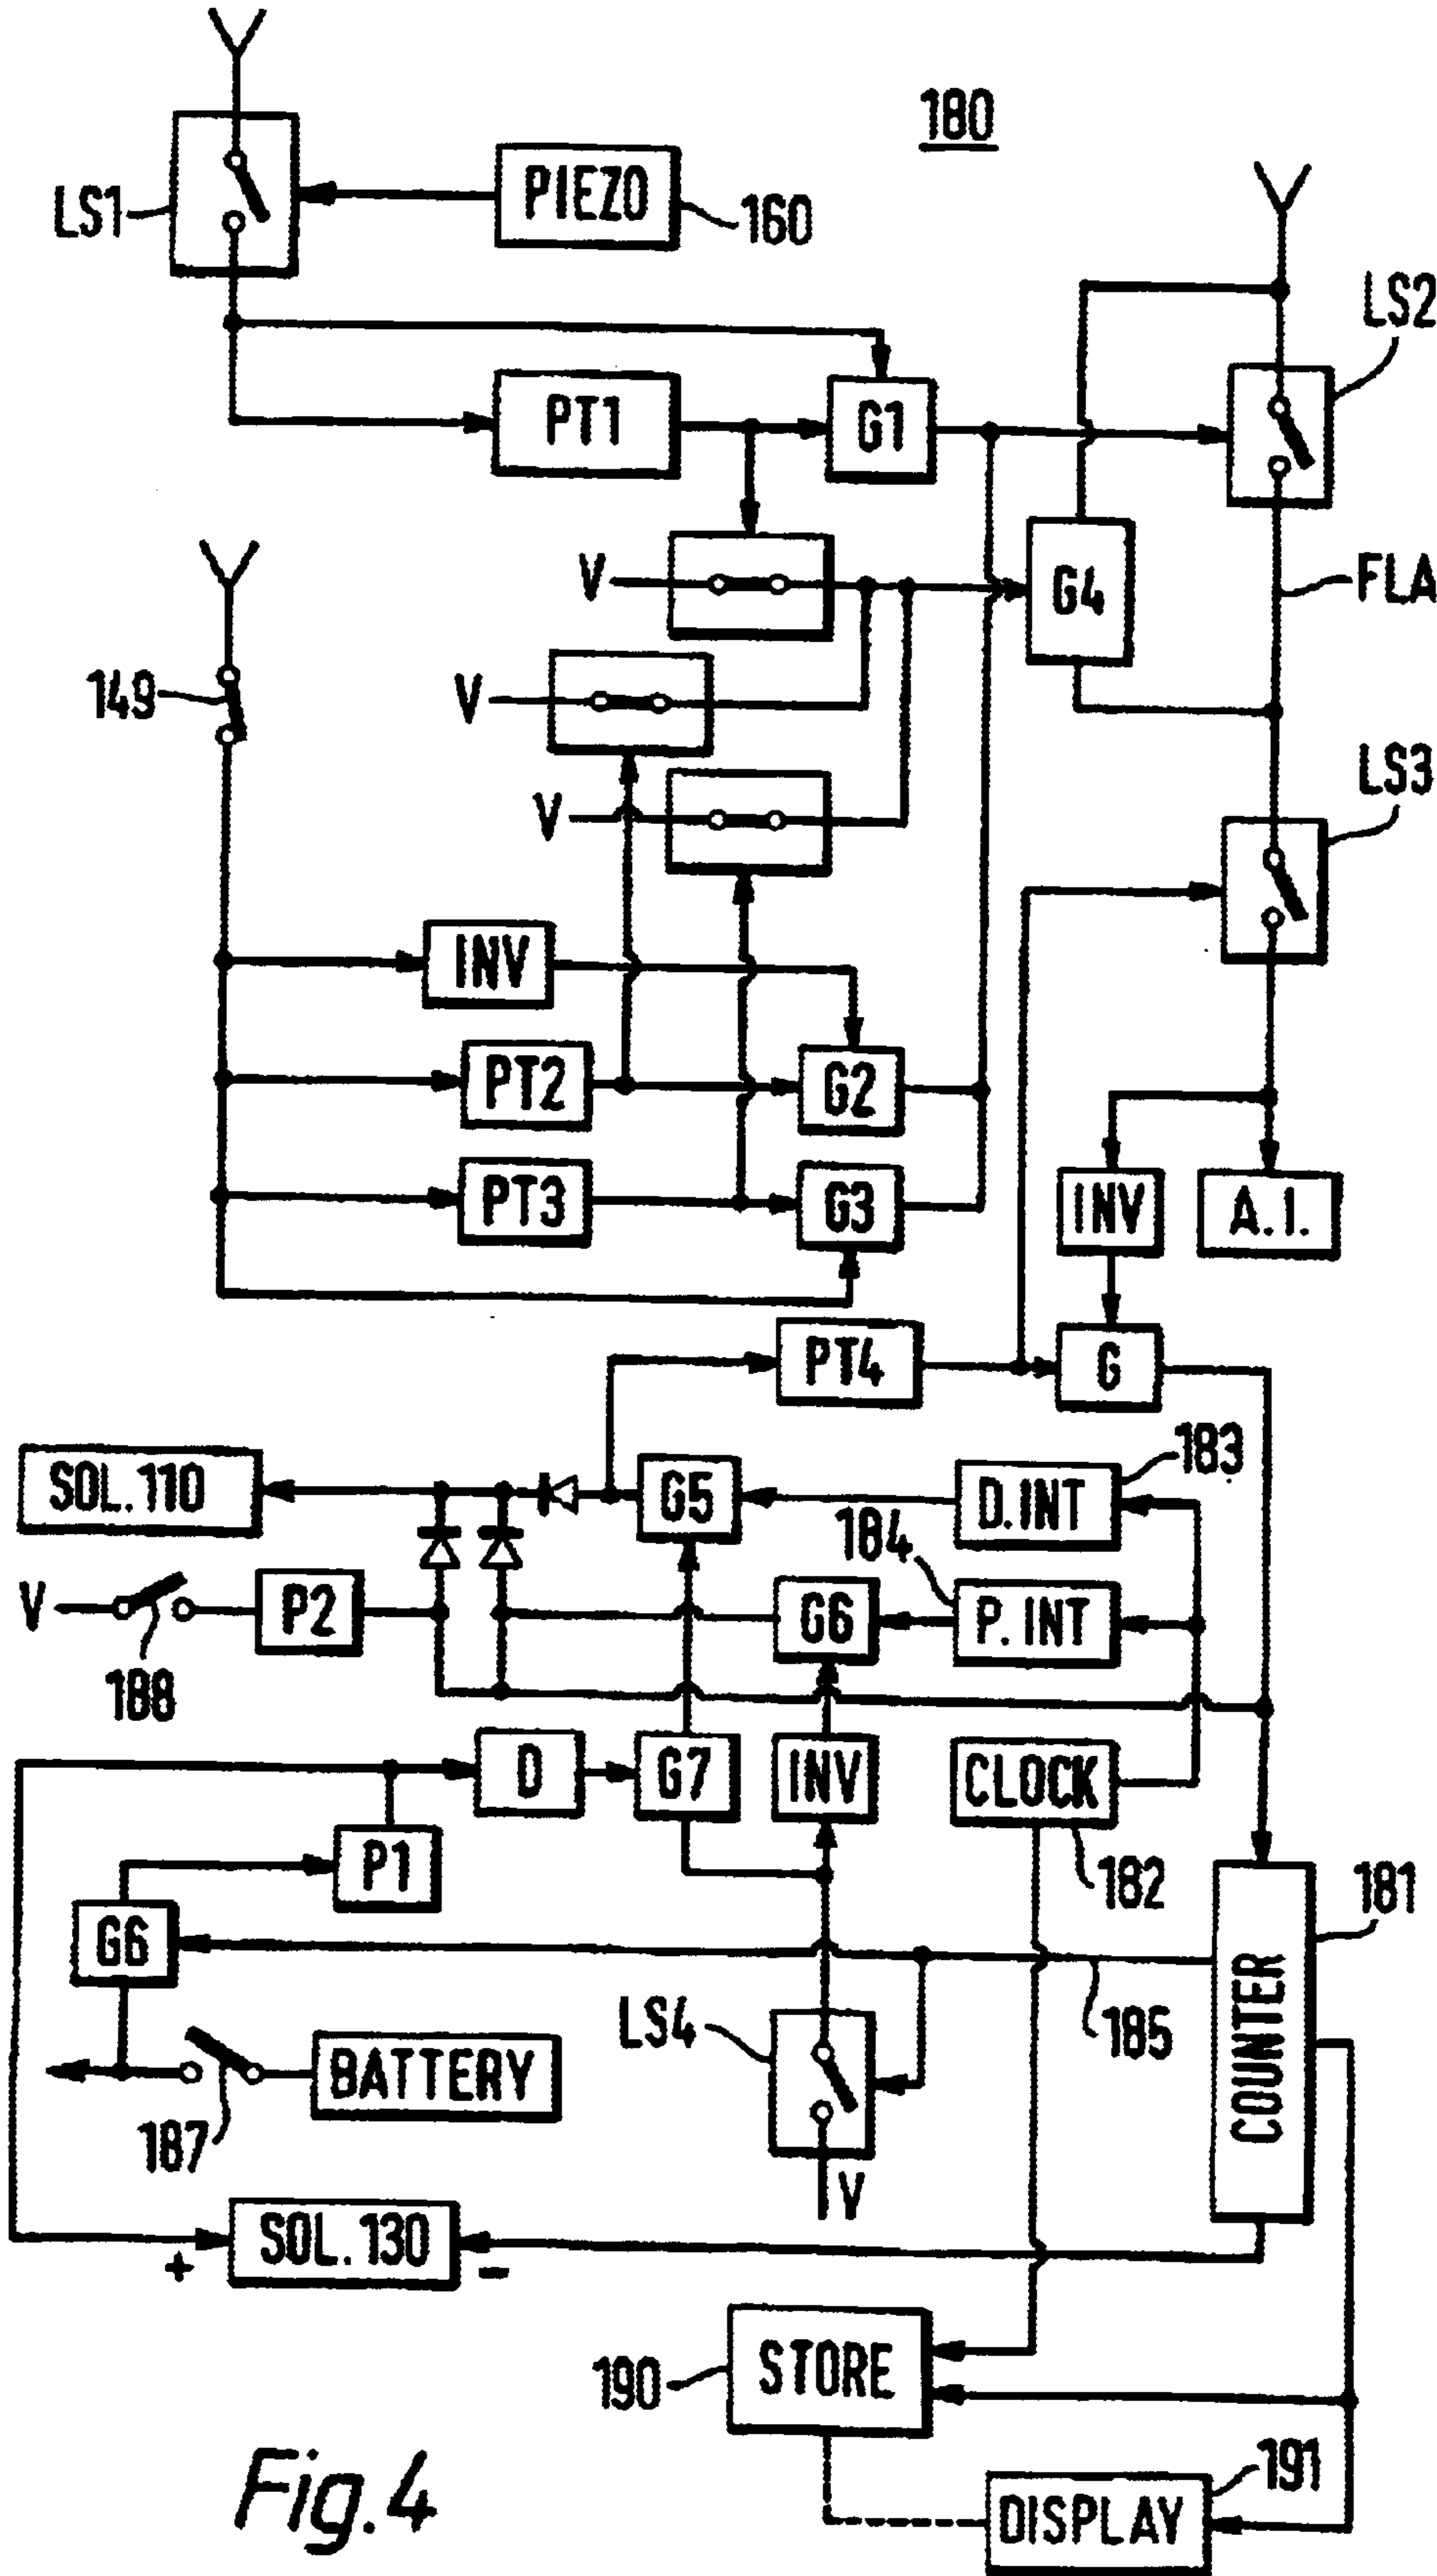 180
LS1
PIEZO
160
LS2
PT1
G1
V
G4
FLA
149
V
V
LS3
INV
PT2
G2
PT3
G3
INV
A.I.
PT4
G
SOL.110
G5
D.INT
183
184
V
188
P2
G6
P.INT
D
G7
INV
CLOCK
182
P1
G6
181
COUNTER
185
LS4
BATTERY
187
V
SOL.130
+
-
190
STORE
191
DISPLAY
Fig.4